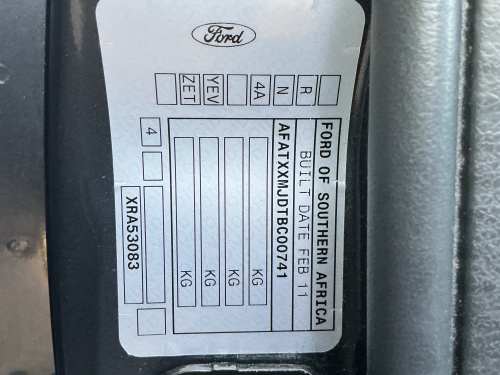 Ford
FORD OF SOUTHERN AFRICA
BUILT DATE FEB 11
AFATXXMJDTBC00741
R
N
4A
YEV
ZET
KG
KG
KG
KG
4
XRA53083